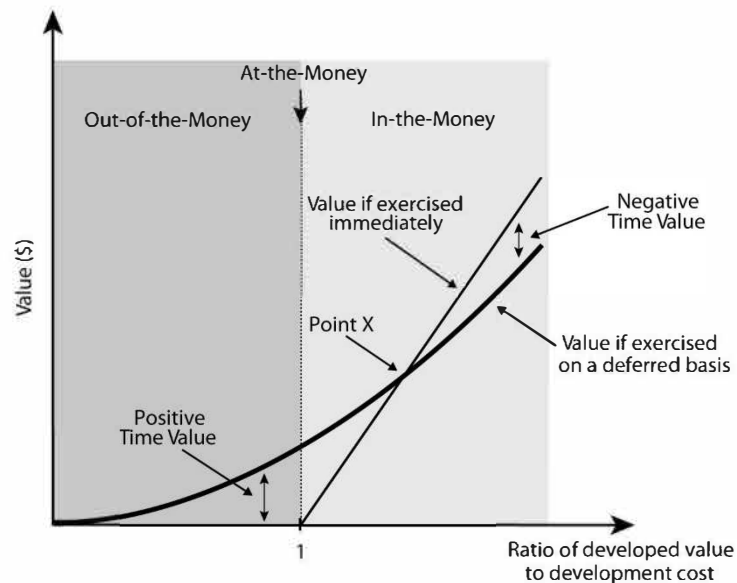 At-the-Money
Out-of-the-Money
In-the-Money
Value if exercised
immediately
Negative
Time Value
Value ($)
Point X
Value if exercised
on a deferred basis
Positive
Time Value
1
Ratio of developed value
to development cost